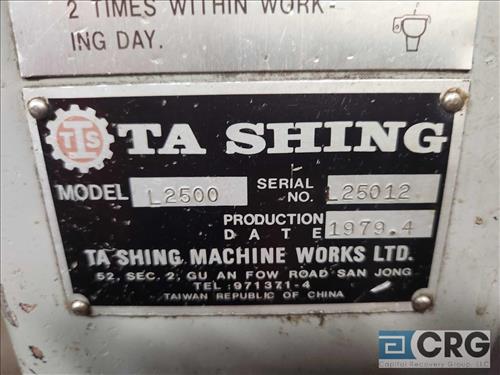 2 TIMES WITHIN WORK-
ING DAY.
TTS TA SHING
MODEL L2500 SERIAL NO. L25012
PRODUCTION DATE 1979.4
TA SHING MACHINE WORKS LTD.
52, SEC. 2, GU AN FOW ROAD SAN JONG
TEL:971371-4
TAIWAN REPUBLIC OF CHINA
CRG
Capital Recovery Group, LLC